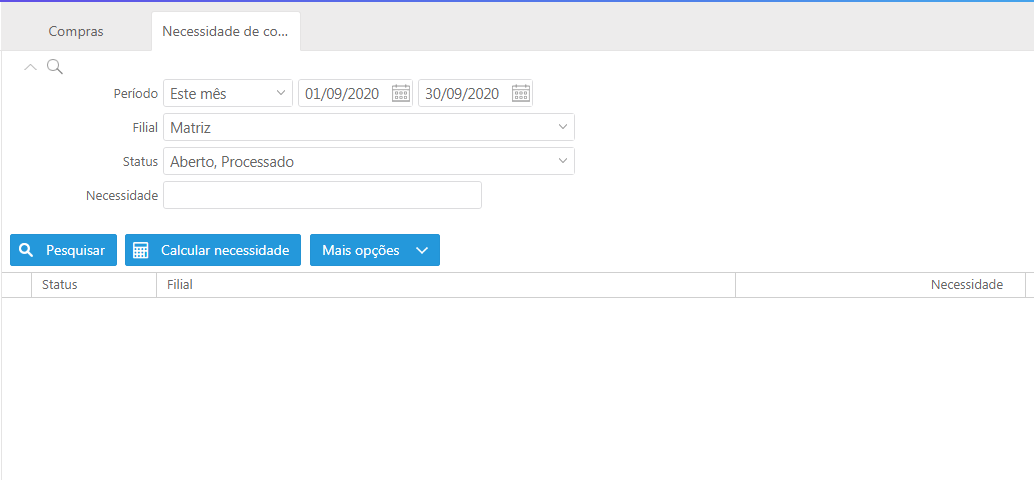 Compras Necessidade de co...
Período Este mês 01/09/2020 30/09/2020
Filial Matriz
Status Aberto, Processado
Necessidade
Pesquisar Calcular necessidade Mais opções
Status Filial Necessidade